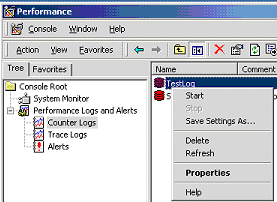 Performance
Console Window Help
Action View Favorites
Tree Favorites
Name Comment
Console Root
System Monitor
Performance Logs and Alerts
Counter Logs
Trace Logs
Alerts
TestLog
Start
Stop
Save Settings As...
Delete
Refresh
Properties
Help